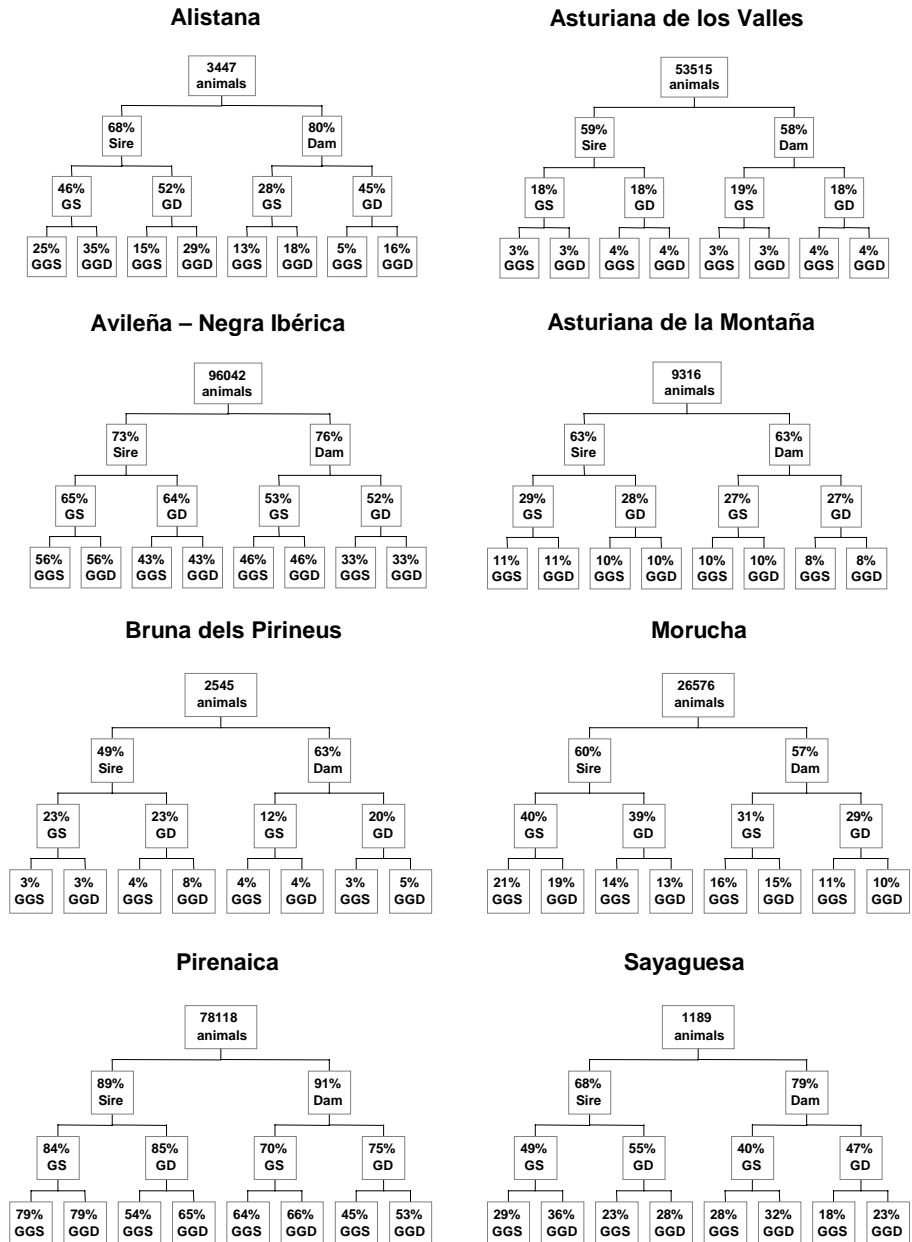 Alistana
3447
animals
68%
Sire
80%
Dam
46%
GS
52%
GD
28%
GS
45%
GD
25%
GGS
35%
GGD
15%
GGS
29%
GGD
13%
GGS
18%
GGD
5%
GGS
16%
GGD
Asturiana de los Valles
53515
animals
59%
Sire
58%
Dam
18%
GS
18%
GD
19%
GS
18%
GD
3%
GGS
3%
GGD
4%
GGS
4%
GGD
3%
GGS
3%
GGD
4%
GGS
4%
GGD
Avileña – Negra Ibérica
96042
animals
73%
Sire
76%
Dam
65%
GS
64%
GD
53%
GS
52%
GD
56%
GGS
56%
GGD
43%
GGS
43%
GGD
46%
GGS
46%
GGD
33%
GGS
33%
GGD
Asturiana de la Montaña
9316
animals
63%
Sire
63%
Dam
29%
GS
28%
GD
27%
GS
27%
GD
11%
GGS
11%
GGD
10%
GGS
10%
GGD
10%
GGS
10%
GGD
8%
GGS
8%
GGD
Bruna dels Pirineus
2545
animals
49%
Sire
63%
Dam
23%
GS
23%
GD
12%
GS
20%
GD
3%
GGS
3%
GGD
4%
GGS
8%
GGD
4%
GGS
4%
GGD
3%
GGS
5%
GGD
Morucha
26576
animals
60%
Sire
57%
Dam
40%
GS
39%
GD
31%
GS
29%
GD
21%
GGS
19%
GGD
14%
GGS
13%
GGD
16%
GGS
15%
GGD
11%
GGS
10%
GGD
Pirenaica
78118
animals
89%
Sire
91%
Dam
84%
GS
85%
GD
70%
GS
75%
GD
79%
GGS
79%
GGD
54%
GGS
65%
GGD
64%
GGS
66%
GGD
45%
GGS
53%
GGD
Sayaguesa
1189
animals
68%
Sire
79%
Dam
49%
GS
55%
GD
40%
GS
47%
GD
29%
GGS
36%
GGD
23%
GGS
28%
GGD
28%
GGS
32%
GGD
18%
GGS
23%
GGD